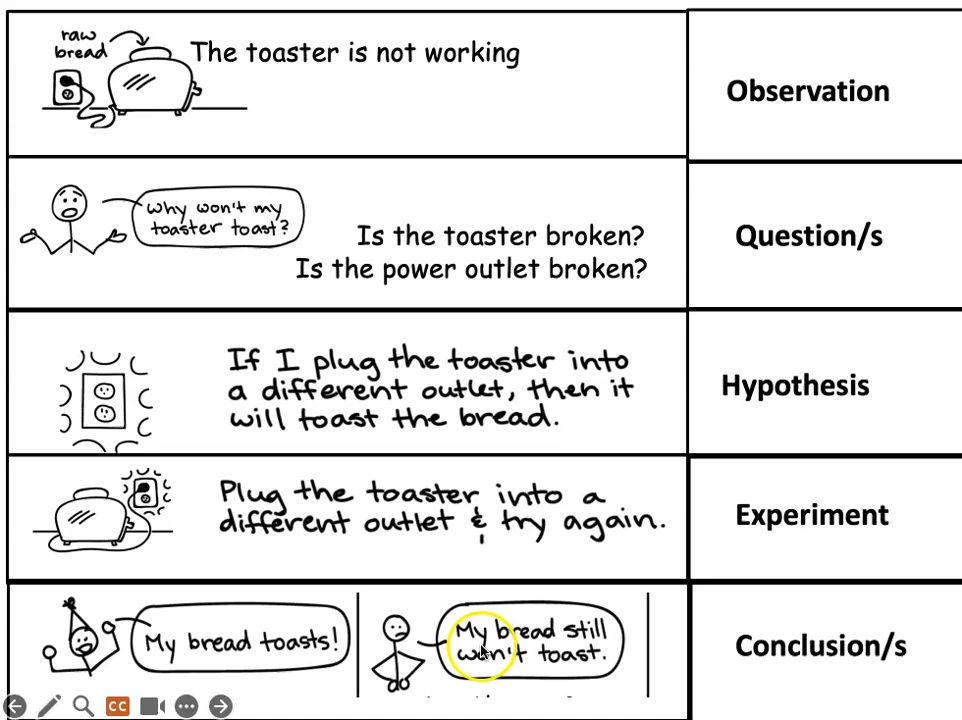 raw
bread
The toaster is not working
Observation
Why won't my
toaster toast?
Is the toaster broken?
Is the power outlet broken?
Question/s
If I plug the toaster into
a different outlet, then it
will toast the bread.
Hypothesis
Plug the toaster into a
different outlet & try again.
Experiment
My bread toasts!
My bread still
won't toast.
Conclusion/s
CC